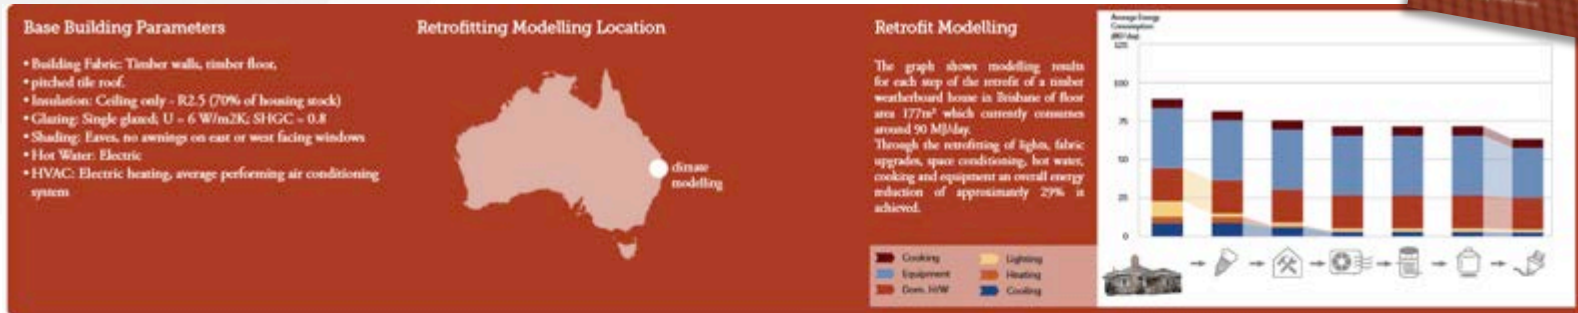 Base Building Parameters
• Building Fabric: Timber walls, timber floor,
• pitched tile roof.
• Insulation: Ceiling only - R2.5 (70% of housing stock)
• Glazing: Single glazed; U = 6 W/m2K; SHGC = 0.8
• Shading: Eaves, no awnings on east or west facing windows
• Hot Water: Electric
• HVAC: Electric heating, average performing air conditioning
system
Retrofitting Modelling Location
climate
modelling
Retrofit Modelling
The graph shows modelling results
for each step of the retrofit of a timber
weatherboard house in Brisbane of floor
area 177m² which currently consumes
around 90 MJ/day.
Through the retrofitting of lights, fabric
upgrades, space conditioning, hot water,
cooking and equipment an overall energy
reduction of approximately 29% is
achieved.
Cooking
Equipment
Dom. H/W
Lighting
Heating
Cooling
Average Energy
Consumption
(MJ/day)
125
100
75
50
25
0